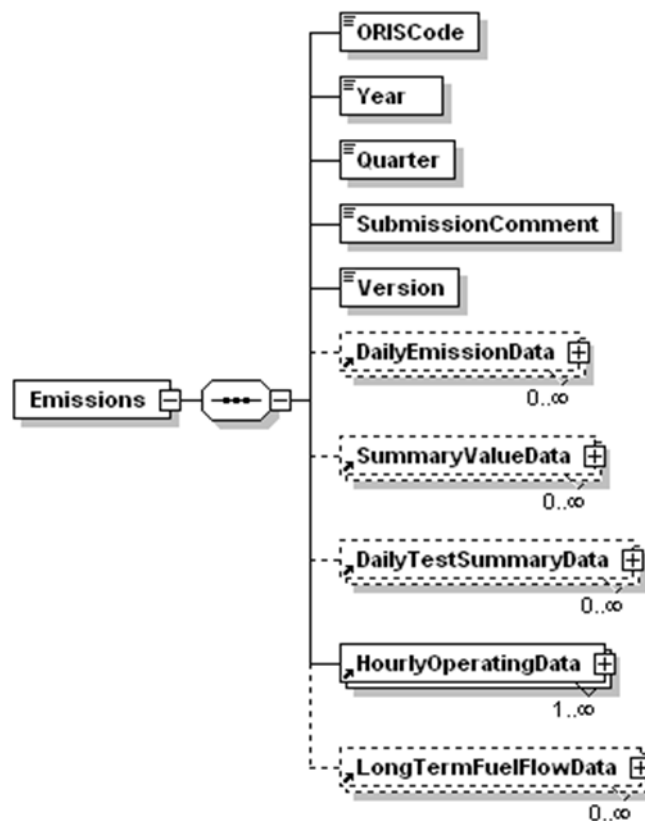 ORISCode
Year
Quarter
SubmissionComment
Version
DailyEmissionData
0..∞
Emissions
SummaryValueData
0..∞
DailyTestSummaryData
0..∞
HourlyOperatingData
1..∞
LongTermFuelFlowData
0..∞